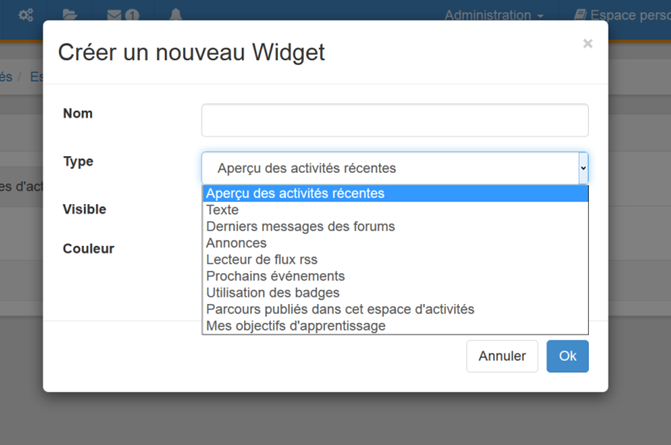 1 Administration Espace perso
és / Es
Créer un nouveau Widget ×
Nom
Type Aperçu des activités récentes
es d'act
Aperçu des activités récentes
Texte
Visible
Derniers messages des forums
Annonces
Couleur
Lecteur de flux rss
Prochains événements
Utilisation des badges
Parcours publiés dans cet espace d'activités
Mes objectifs d'apprentissage
Annuler Ok